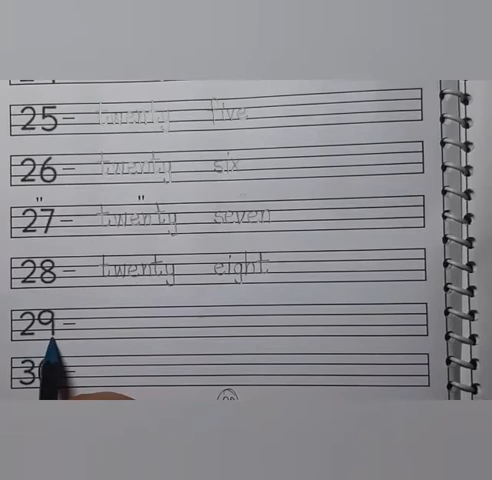 25 - twenty five
26 - twenty six
27 - twenty seven
28 - twenty eight
29 -